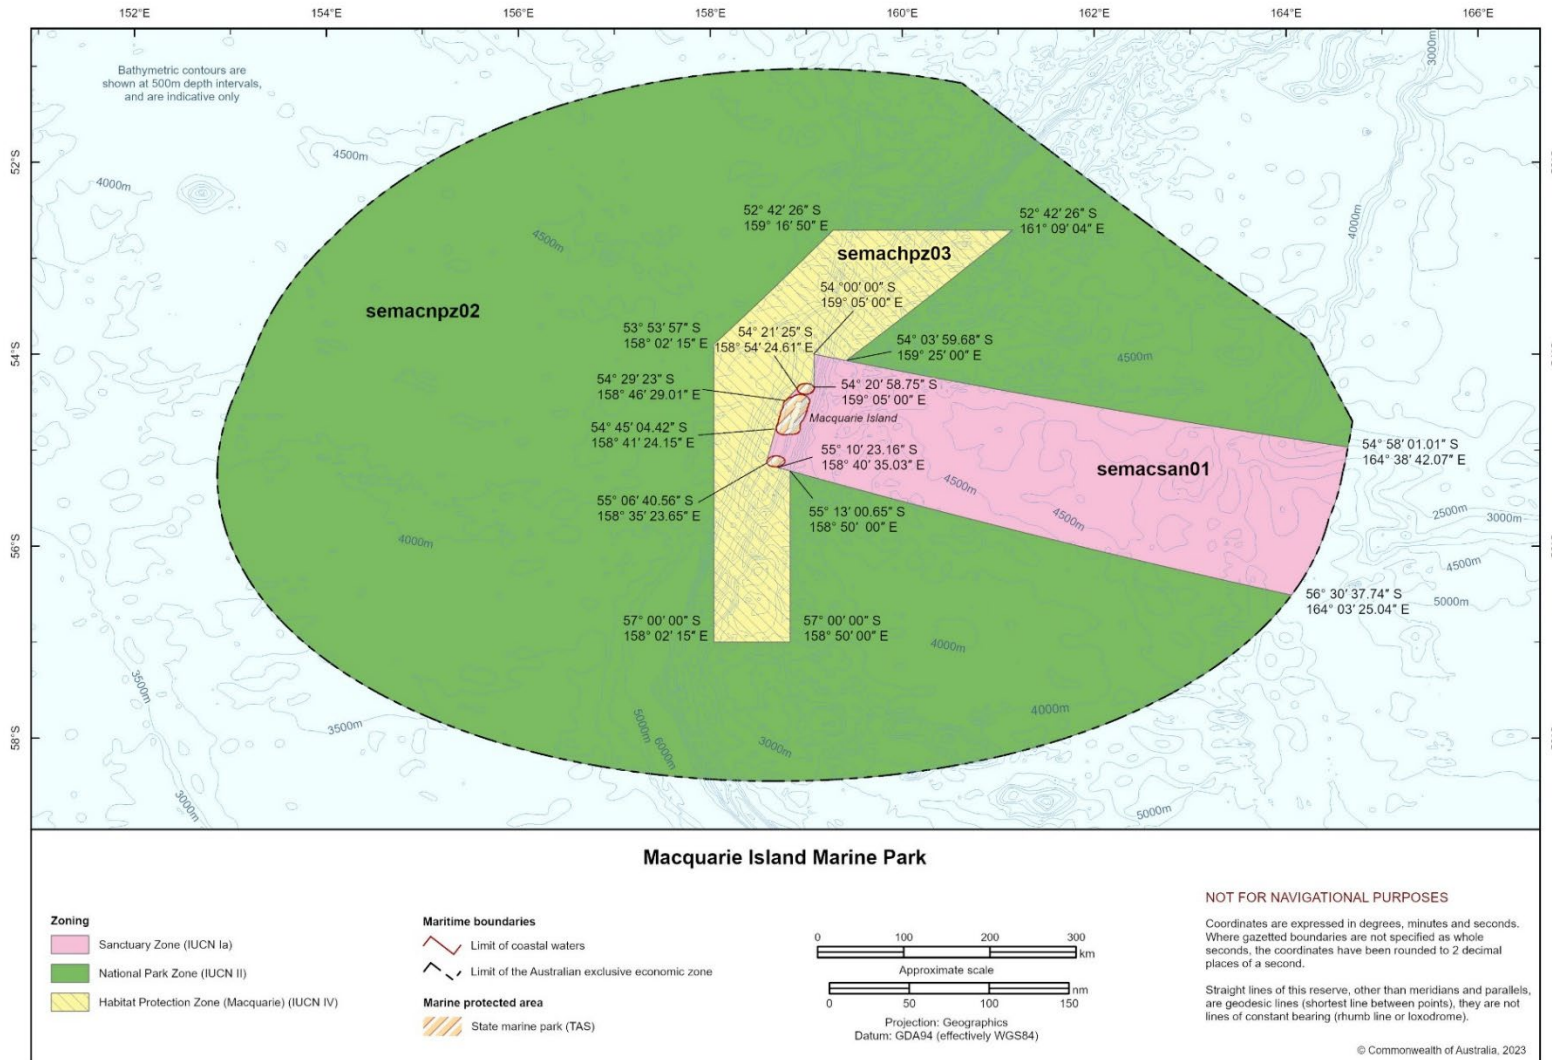 152°E 154°E 156°E 158°E 160°E 162°E 164°E 166°E
Bathymetric contours are
shown at 500m depth intervals,
and are indicative only
3000m
52°S
4500m
4000m
4000m
4500m
52° 42' 26" S
159° 16' 50" E
52° 42' 26" S
161° 09' 04" E
semachpz03
54 °00' 00" S
159° 05' 00" E
semacnpz02
53° 53' 57" S
158° 02' 15" E
54° 21' 25" S
158° 54' 24.61" E
54° 03' 59.68" S
159° 25' 00" E
54°S
4500m
54° 29' 23" S
158° 46' 29.01" E
54° 20' 58.75" S
159° 05' 00" E
Macquarie Island
54° 45' 04.42" S
158° 41' 24.15" E
54° 58' 01.01" S
164° 38' 42.07" E
55° 10' 23.16" S
158° 40' 35.03" E
semacsan01
4500m
4500m
55° 06' 40.56" S
158° 35' 23.65" E
55° 13' 00.65" S
158° 50' 00" E
2500m
3000m
56°S
4000m
4500m
5000m
56° 30' 37.74" S
164° 03' 25.04" E
57° 00' 00" S
158° 02' 15" E
57° 00' 00" S
158° 50' 00" E
4000m
3500m
3500m
4000m
58°S
5000m
6000m
3000m
3000m
5000m
Macquarie Island Marine Park
Zoning
Sanctuary Zone (IUCN Ia)
National Park Zone (IUCN II)
Habitat Protection Zone (Macquarie) (IUCN IV)
Maritime boundaries
Limit of coastal waters
Limit of the Australian exclusive economic zone
Marine protected area
State marine park (TAS)
0 100 200 300
km
Approximate scale
nm
0 50 100 150
Projection: Geographics
Datum: GDA94 (effectively WGS84)
NOT FOR NAVIGATIONAL PURPOSES
Coordinates are expressed in degrees, minutes and seconds.
Where gazetted boundaries are not specified as whole
seconds, the coordinates have been rounded to 2 decimal
places of a second.
Straight lines of this reserve, other than meridians and parallels,
are geodesic lines (shortest line between points), they are not
lines of constant bearing (rhumb line or loxodrome).
© Commonwealth of Australia, 2023